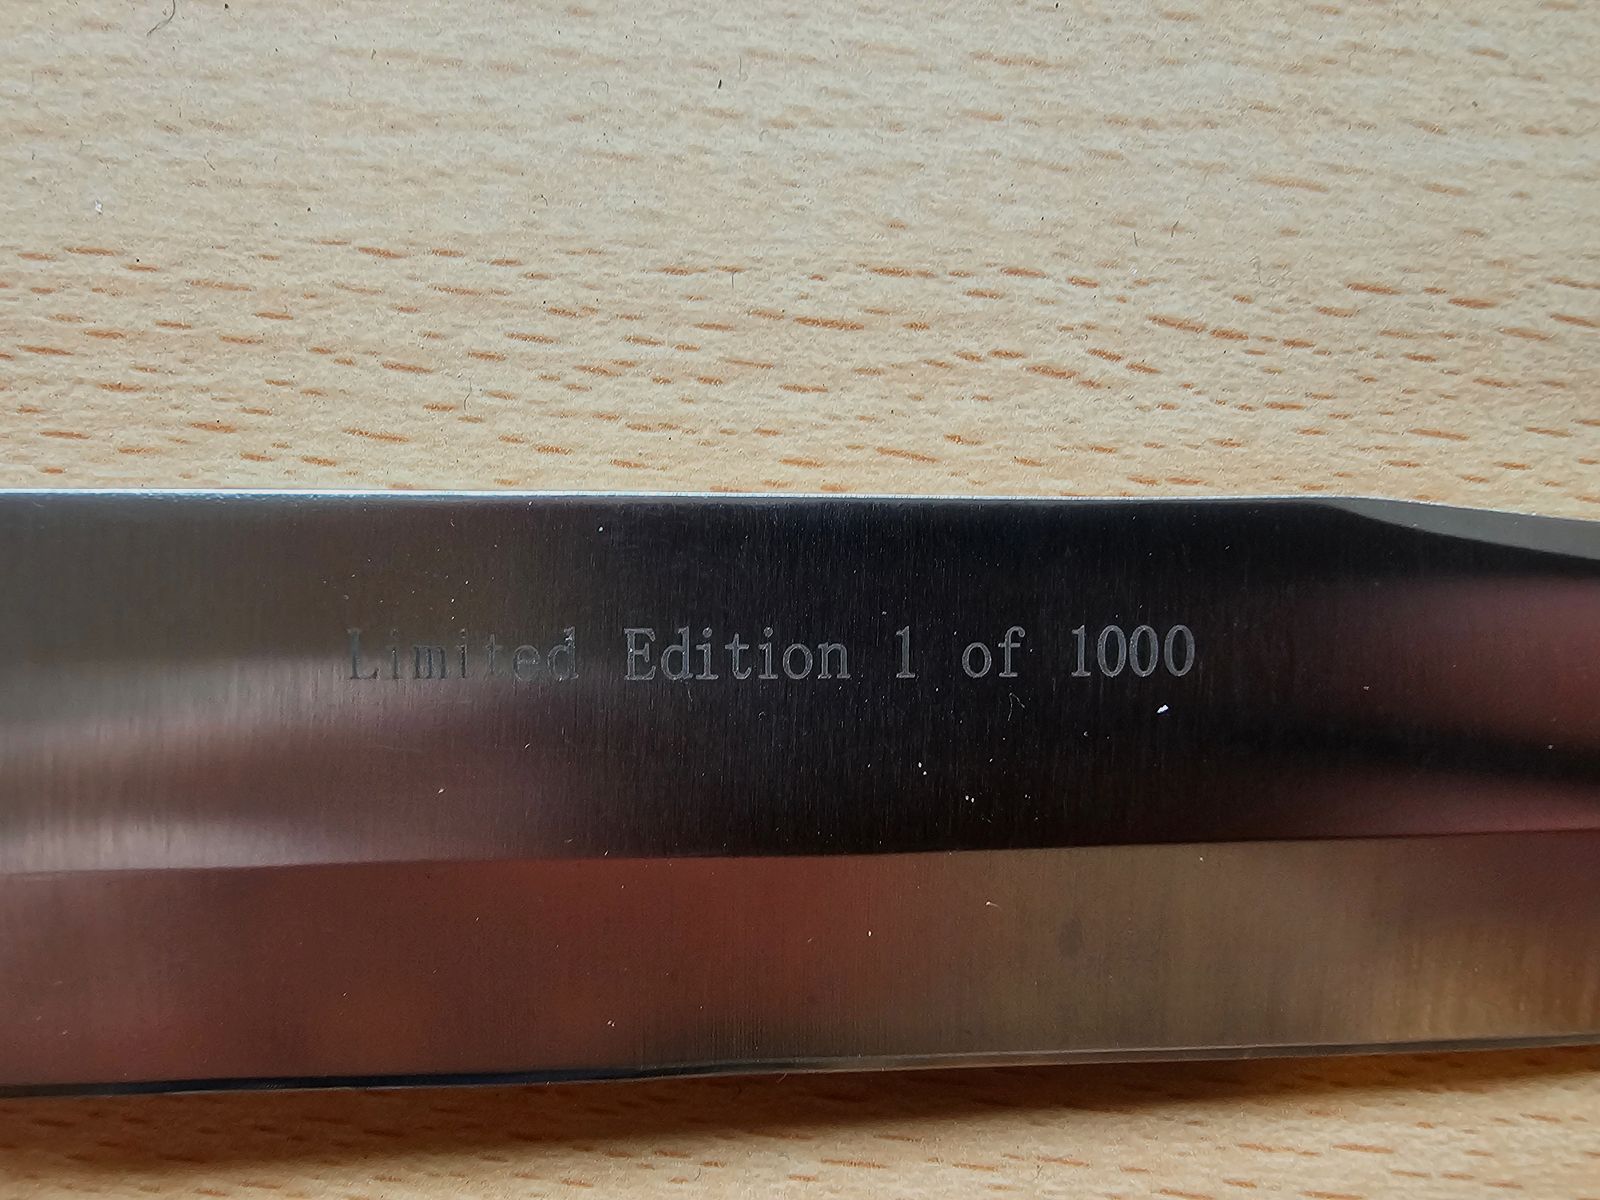 Limited Edition 1 of 1000